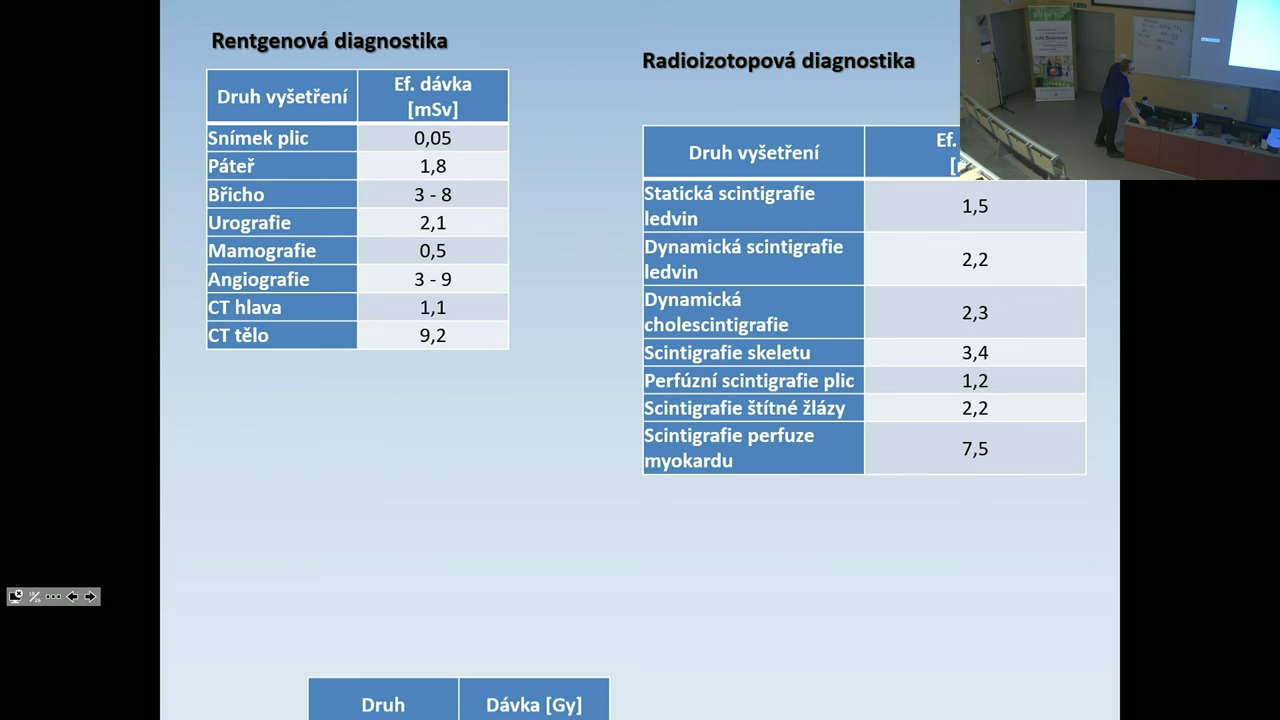 Rentgenová diagnostika
Druh vyšetření
Ef. dávka
[mSv]
Snímek plic
0,05
Páteř
1,8
Břicho
3 - 8
Urografie
2,1
Mamografie
0,5
Angiografie
3 - 9
CT hlava
1,1
CT tělo
9,2
Radioizotopová diagnostika
Druh vyšetření
Ef.
[
Statická scintigrafie
ledvin
1,5
Dynamická scintigrafie
ledvin
2,2
Dynamická
cholescintigrafie
2,3
Scintigrafie skeletu
3,4
Perfúzní scintigrafie plic
1,2
Scintigrafie štítné žlázy
2,2
Scintigrafie perfuze
myokardu
7,5
Druh
Dávka [Gy]